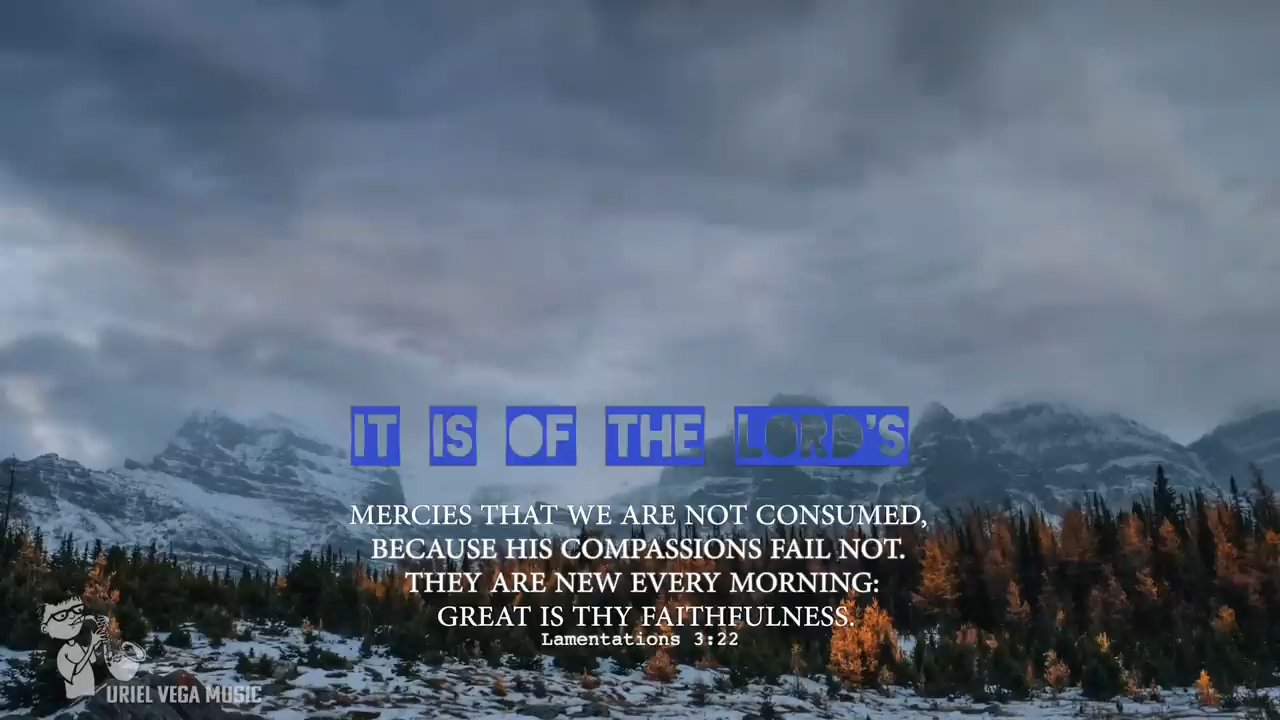 IT IS OF THE LORD'S
MERCIES THAT WE ARE NOT CONSUMED,
BECAUSE HIS COMPASSIONS FAIL NOT.
THEY ARE NEW EVERY MORNING:
GREAT IS THY FAITHFULNESS.
Lamentations 3:22
URIEL VEGA MUSIC